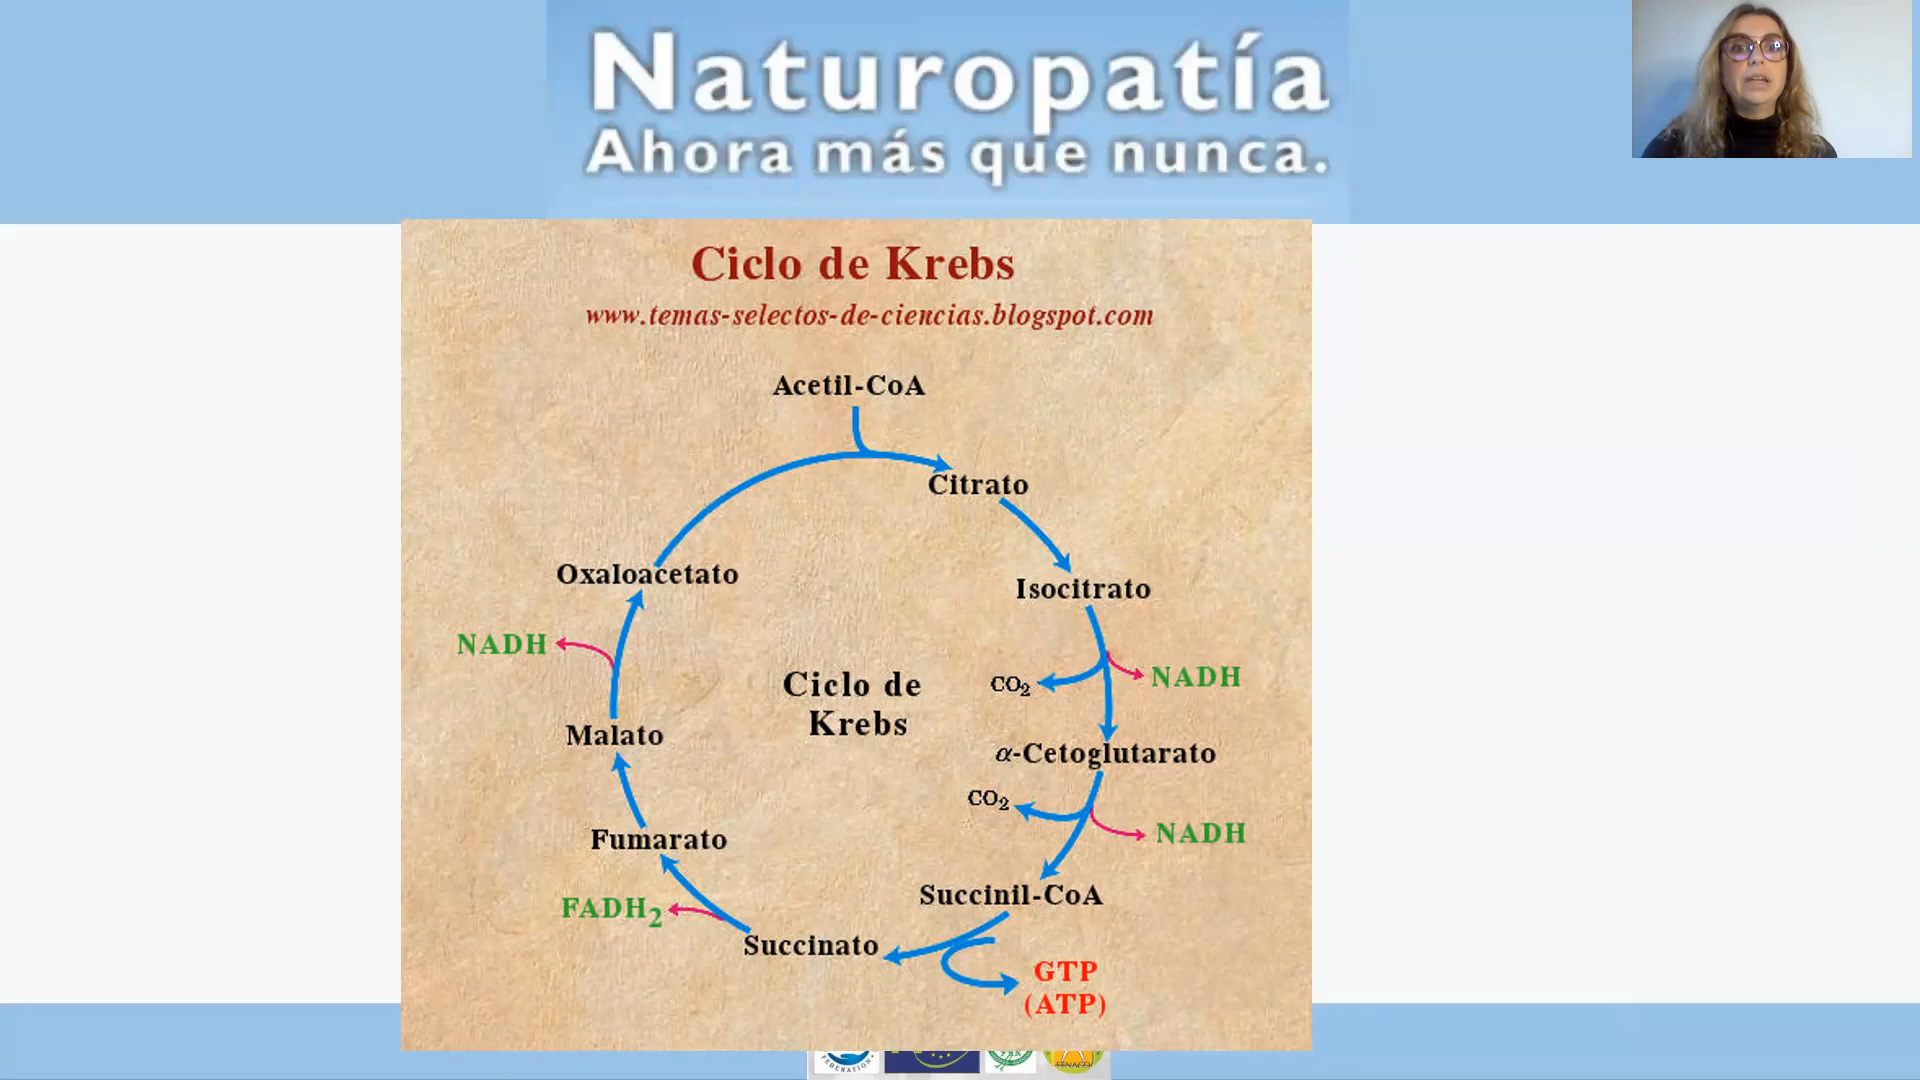 Naturopatía
Ahora más que nunca.
Ciclo de Krebs
www.temas-selectos-de-ciencias.blogspot.com
Acetil-CoA
Citrato
Oxaloacetato
Isocitrato
NADH
CO2
NADH
Ciclo de
Krebs
Malato
α-Cetoglutarato
CO2
NADH
Fumarato
Succinil-CoA
FADH2
Succinato
GTP
(ATP)
FEDERATION